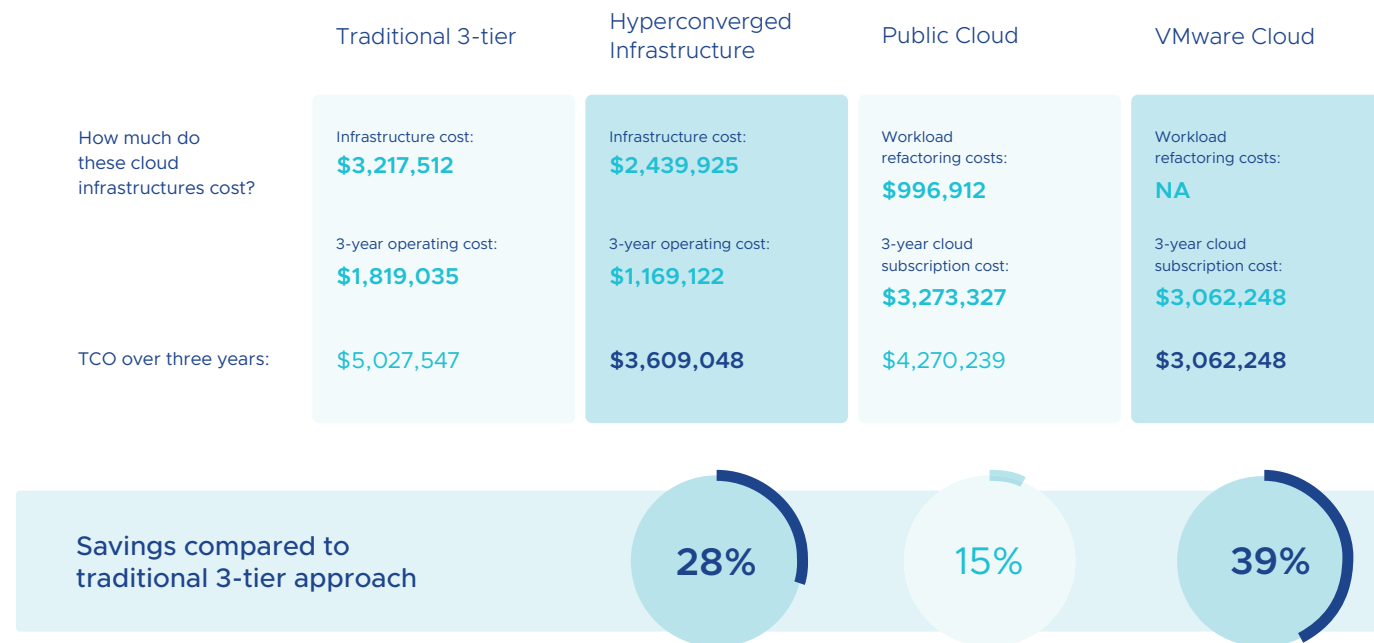 Traditional 3-tier
Hyperconverged
Infrastructure
Public Cloud
VMware Cloud
How much do
these cloud
infrastructures cost?
Infrastructure cost:
$3,217,512
Infrastructure cost:
$2,439,925
Workload
refactoring costs:
$996,912
Workload
refactoring costs:
NA
3-year operating cost:
$1,819,035
3-year operating cost:
$1,169,122
3-year cloud
subscription cost:
$3,273,327
3-year cloud
subscription cost:
$3,062,248
TCO over three years:
$5,027,547
$3,609,048
$4,270,239
$3,062,248
Savings compared to
traditional 3-tier approach
28%
15%
39%